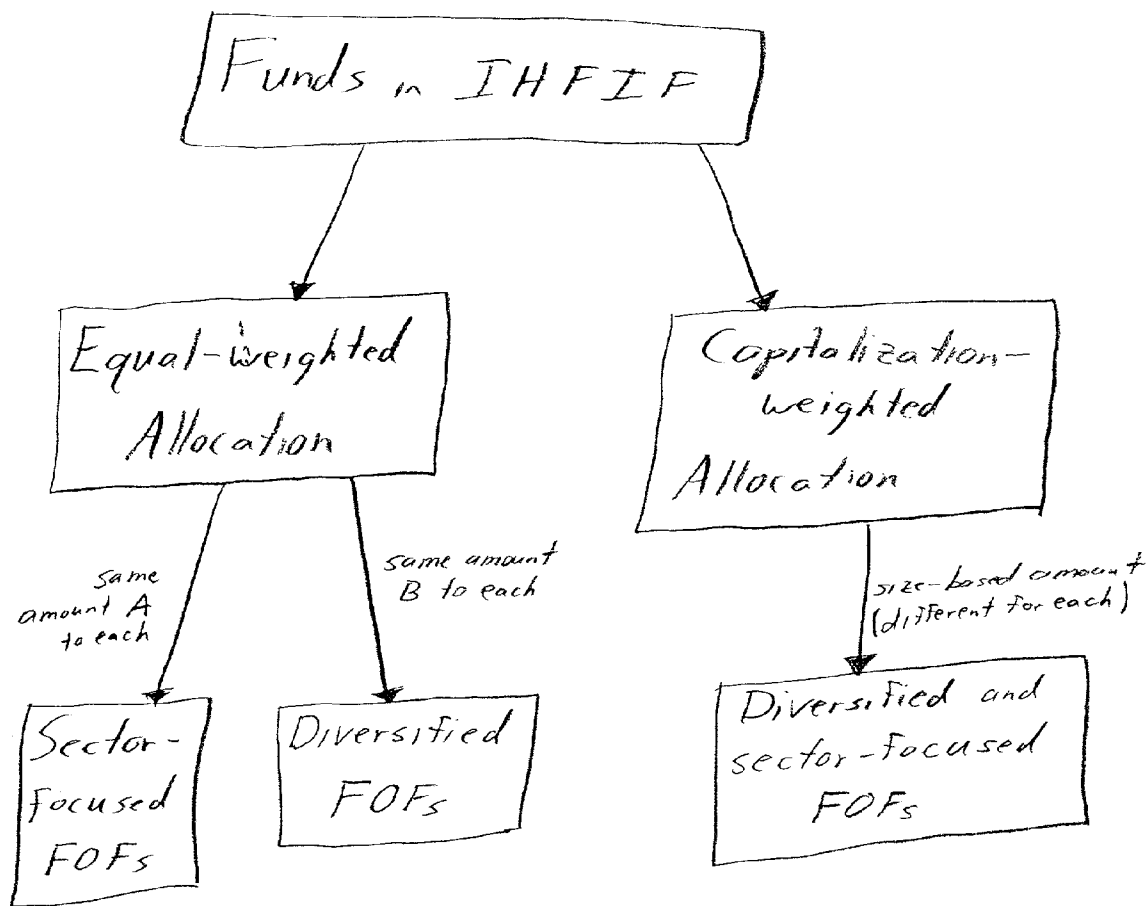 Funds in IHFIF
Equal-weighted
Allocation
Capitalization-
weighted
Allocation
same
amount A
to each
same amount
B to each
size-based amount
(different for each)
Sector-
focused
FOFs
Diversified
FOFs
Diversified and
sector-focused
FOFs